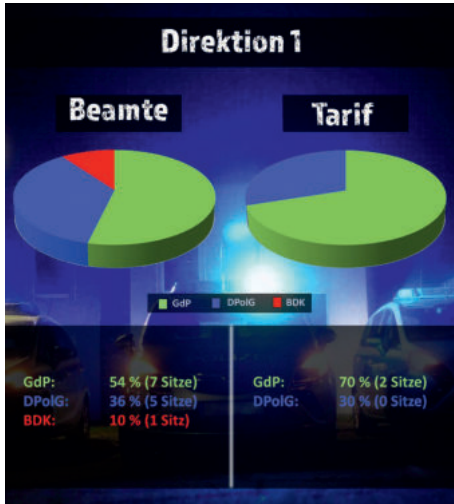 Direktion 1
Beamte
Tarif
GdP DPolG BDK
GdP: 54 % (7 Sitze)
DPolG: 36 % (5 Sitze)
BDK: 10 % (1 Sitz)
GdP: 70 % (2 Sitze)
DPolG: 30 % (0 Sitze)